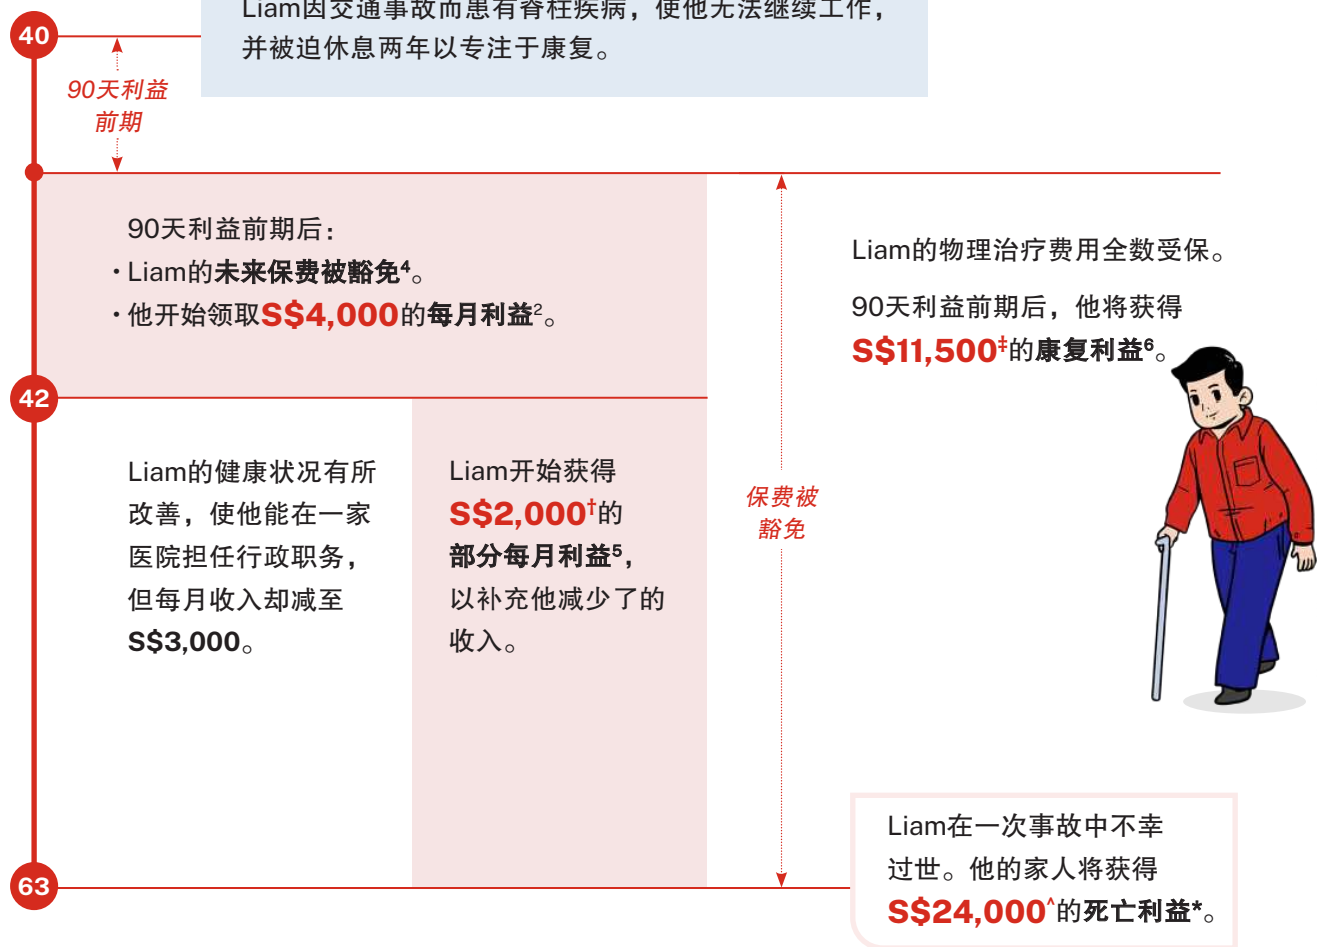 Liam因交通事故而患有脊柱疾病，使他无法继续工作，
并被迫休息两年以专注于康复。
40
90天利益
前期
90天利益前期后：
·Liam的未来保费被豁免⁴。
·他开始领取S$4,000的每月利益²。
Liam的物理治疗费用全数受保。
90天利益前期后，他将获得
S$11,500‡的康复利益⁶。
42
Liam的健康状况有所
改善，使他能在一家
医院担任行政职务，
但每月收入却减至
S$3,000。
Liam开始获得
S$2,000†的
部分每月利益⁵，
以补充他减少了的
收入。
保费被
豁免
63
Liam在一次事故中不幸
过世。他的家人将获得
S$24,000^的死亡利益*。